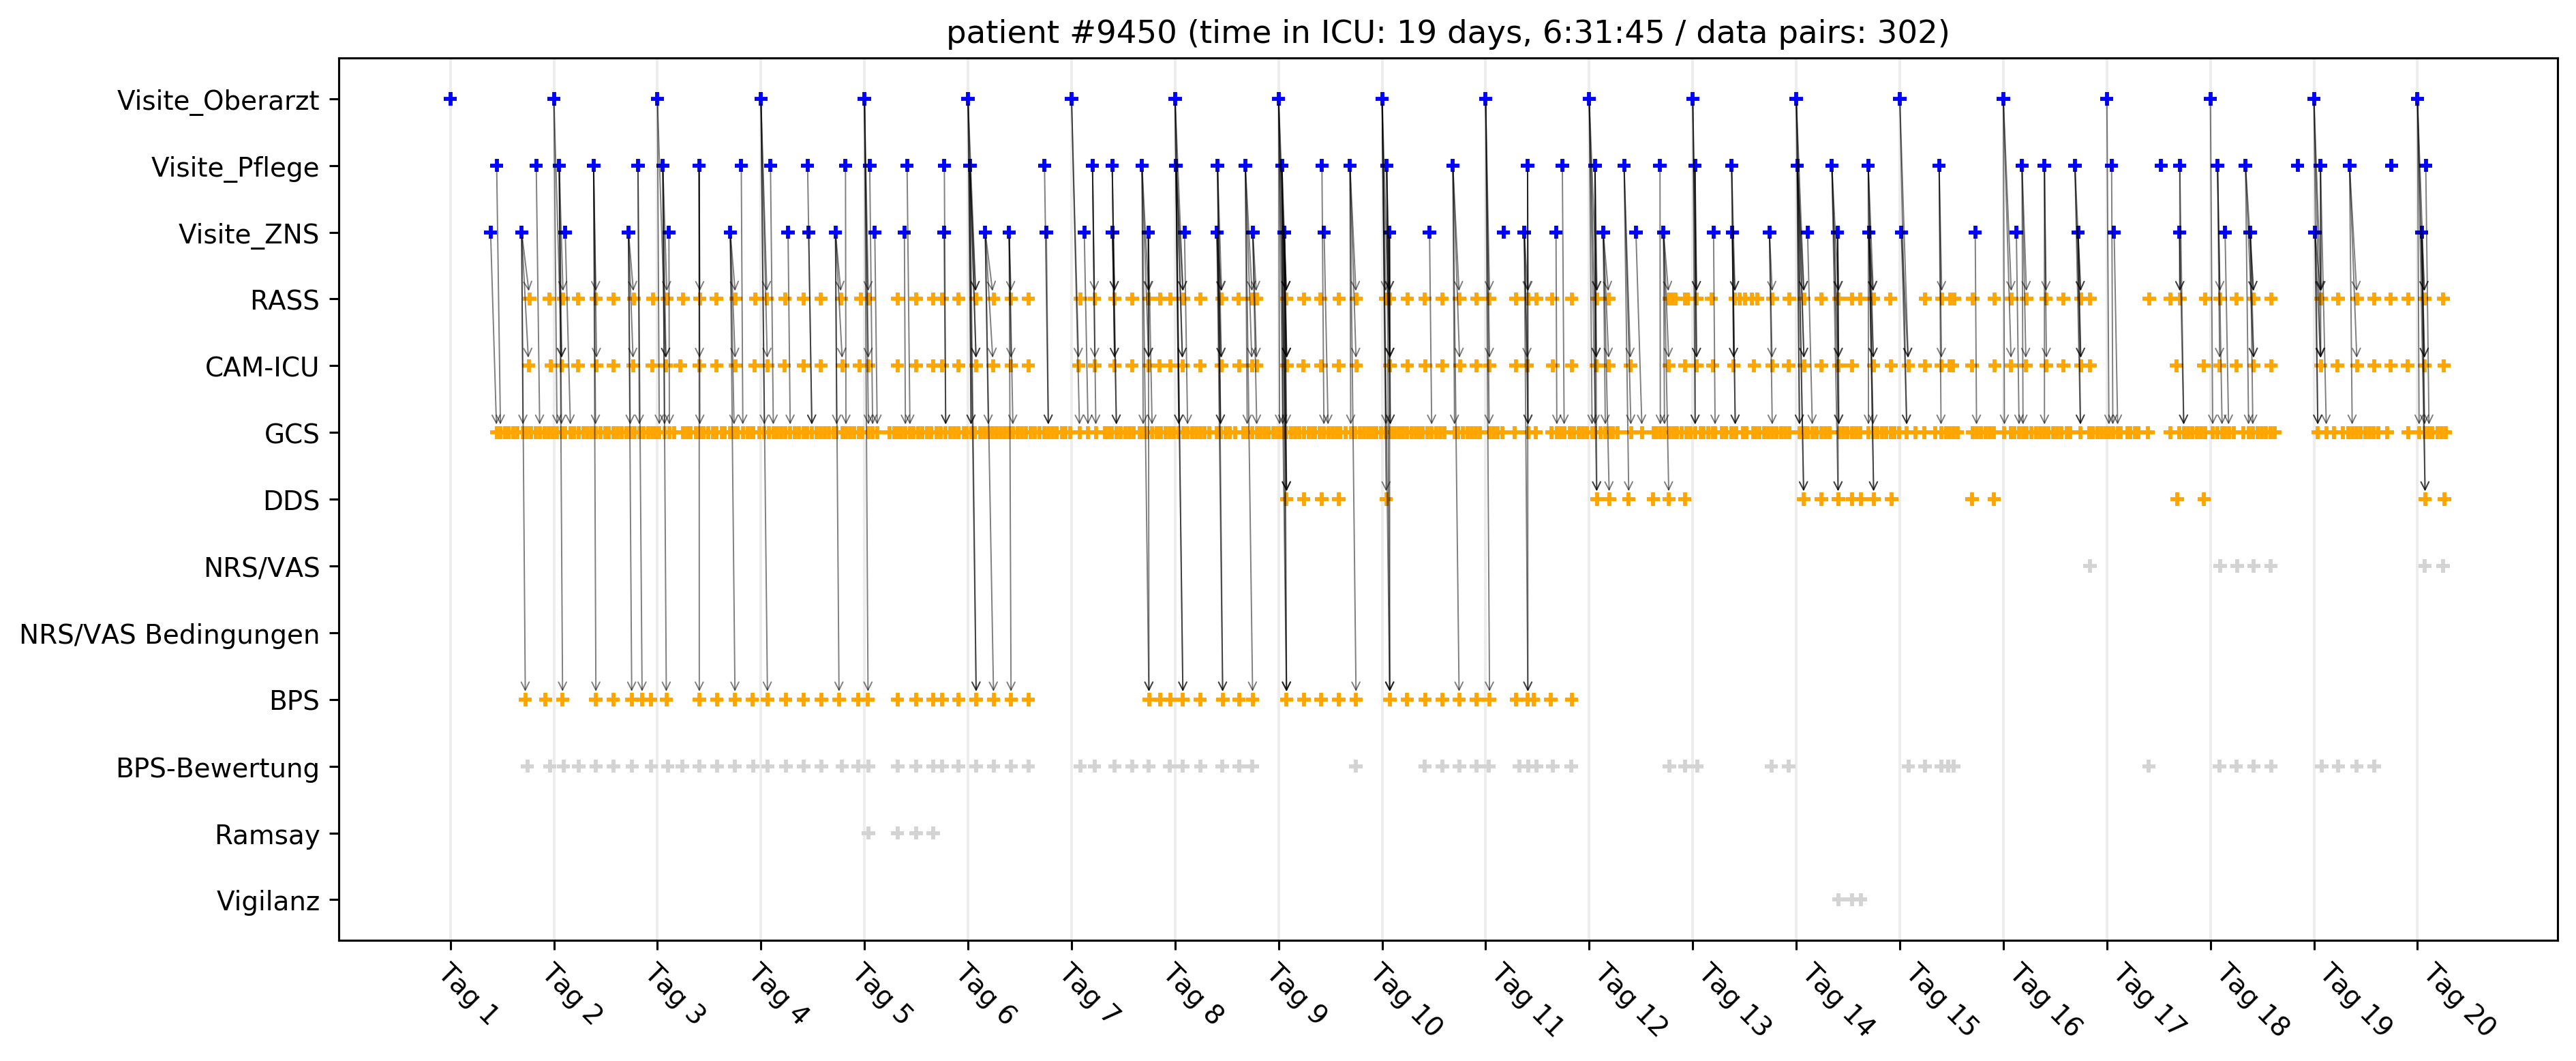 patient #9450 (time in ICU: 19 days, 6:31:45 / data pairs: 302)
Visite_Oberarzt
Visite_Pflege
Visite_ZNS
RASS
CAM-ICU
GCS
DDS
NRS/VAS
NRS/VAS Bedingungen
BPS
BPS-Bewertung
Ramsay
Vigilanz
Tag 1
Tag 2
Tag 3
Tag 4
Tag 5
Tag 6
Tag 7
Tag 8
Tag 9
Tag 10
Tag 11
Tag 12
Tag 13
Tag 14
Tag 15
Tag 16
Tag 17
Tag 18
Tag 19
Tag 20